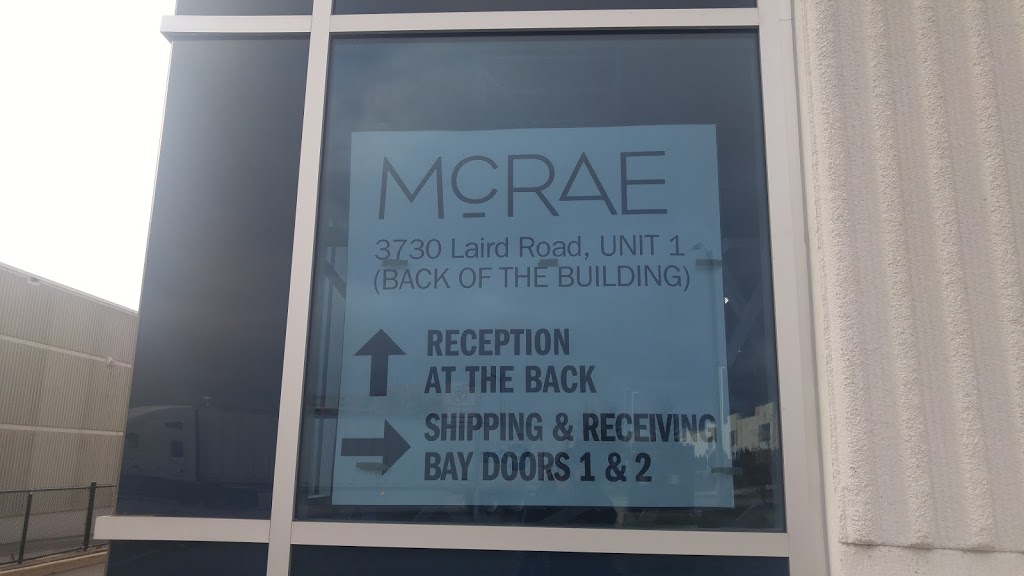 McRAE
3730 Laird Road, UNIT 1
(BACK OF THE BUILDING)
RECEPTION
AT THE BACK
SHIPPING & RECEIVING
BAY DOORS 1 & 2